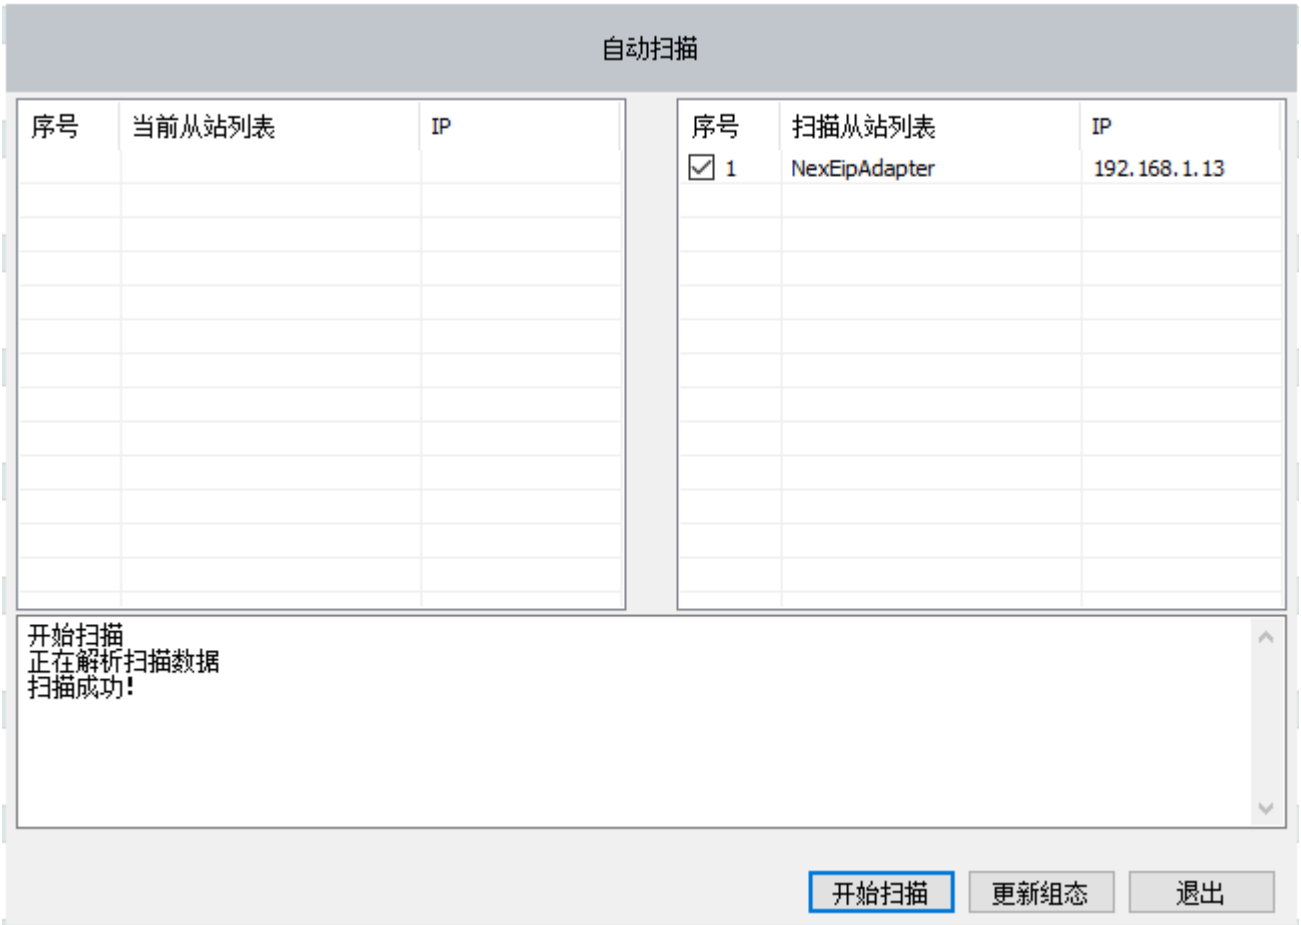 自动扫描
序号 当前从站列表 IP
序号 扫描从站列表 IP
1 NexEipAdapter 192.168.1.13
开始扫描
正在解析扫描数据
扫描成功!
开始扫描 更新组态 退出